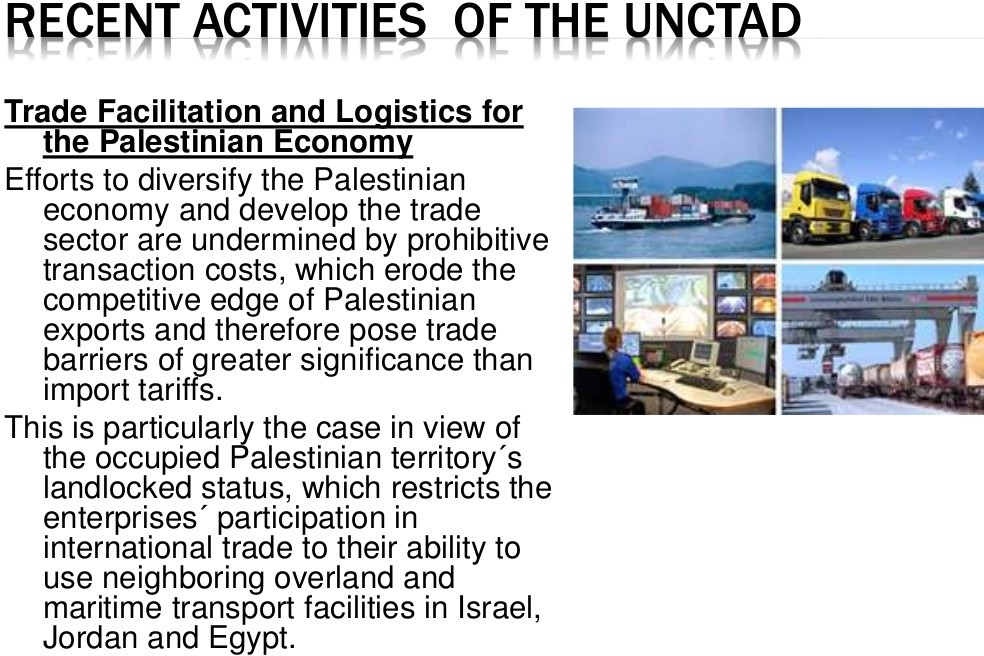 RECENT ACTIVITIES OF THE UNCTAD
Trade Facilitation and Logistics for
the Palestinian Economy
Efforts to diversify the Palestinian
economy and develop the trade
sector are undermined by prohibitive
transaction costs, which erode the
competitive edge of Palestinian
exports and therefore pose trade
barriers of greater significance than
import tariffs.
This is particularly the case in view of
the occupied Palestinian territory´s
landlocked status, which restricts the
enterprises´ participation in
international trade to their ability to
use neighboring overland and
maritime transport facilities in Israel,
Jordan and Egypt.